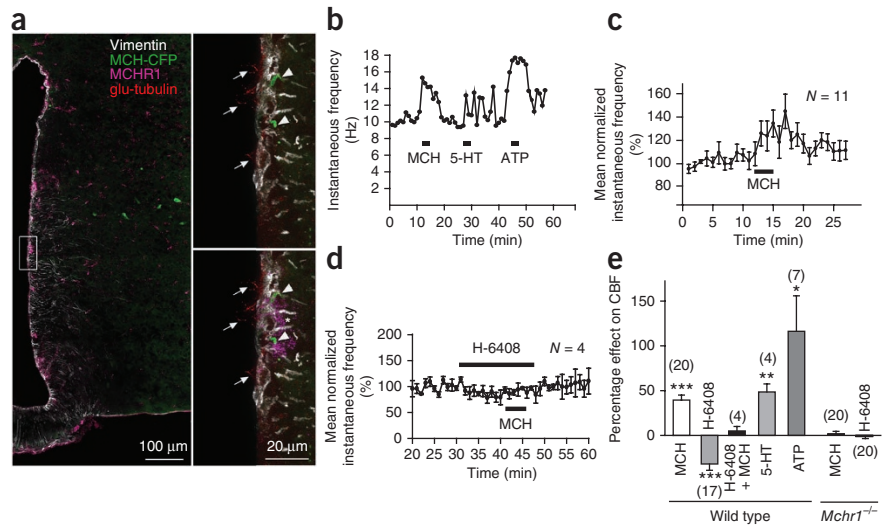 a
Vimentin
MCH-CFP
MCHR1
glu-tubulin
100 µm
20 µm
*
b
Instantaneous frequency
(Hz)
18
16
14
12
10
8
6
4
2
MCH
5-HT
ATP
0 10 20 30 40 50 60
Time (min)
c
Mean normalized
instantaneous frequency
(%)
160
140
120
100
80
N = 11
MCH
0 5 10 15 20 25
Time (min)
d
Mean normalized
instantaneous frequency
(%)
200
150
100
50
0
H-6408
N = 4
MCH
20 25 30 35 40 45 50 55 60
Time (min)
e
Percentage effect on CBF
100
50
0
(20)
***
MCH
H-6408
***
(17)
(4)
H-6408
+ MCH
(4)
**
5-HT
(7)
*
ATP
(20)
MCH
H-6408
(20)
Wild type
Mchr1–/–